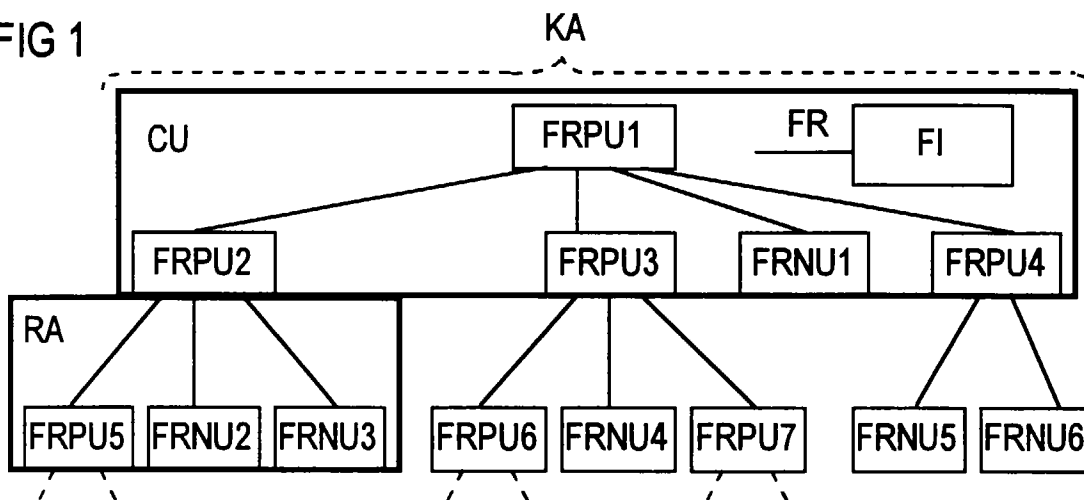 FIG 1
KA
CU
FRPU1
FR
FI
FRPU2
FRPU3
FRNU1
FRPU4
RA
FRPU5
FRNU2
FRNU3
FRPU6
FRNU4
FRPU7
FRNU5
FRNU6